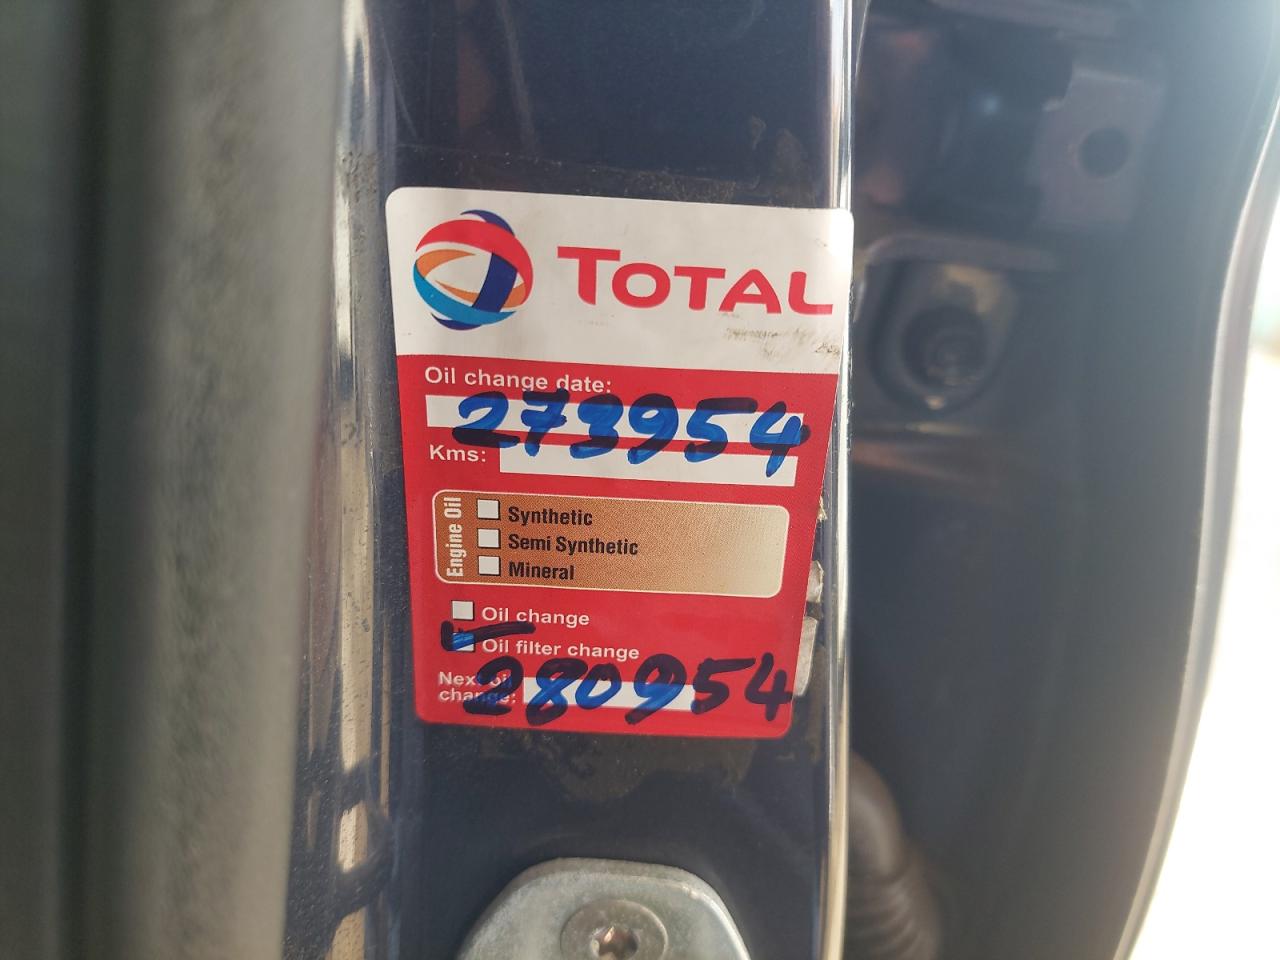 TOTAL
Oil change date:
273954
Kms:
Engine Oil
Synthetic
Semi Synthetic
Mineral
Oil change
Oil filter change
Next oil
change:
280954